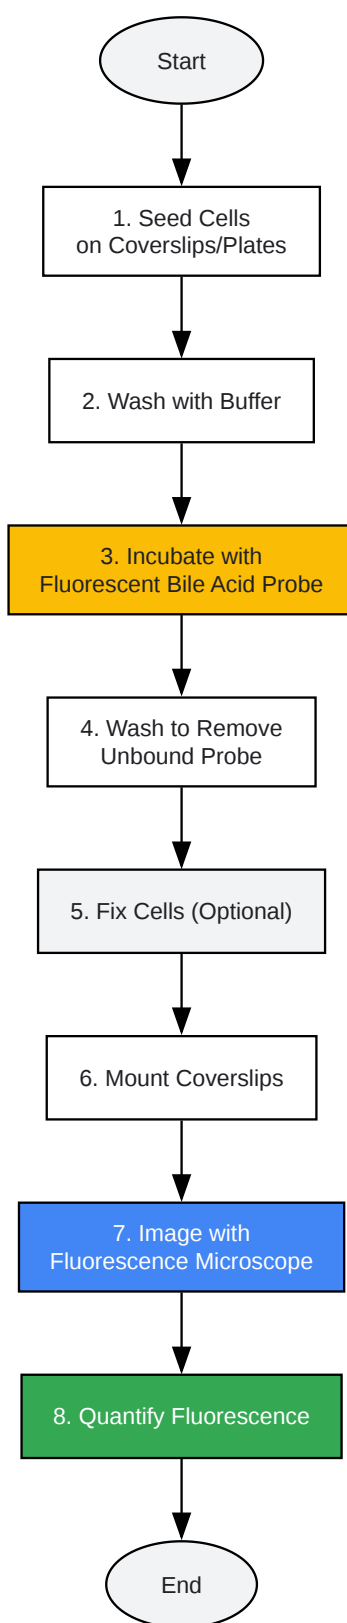 Start
1. Seed Cells
on Coverslips/Plates
2. Wash with Buffer
3. Incubate with
Fluorescent Bile Acid Probe
4. Wash to Remove
Unbound Probe
5. Fix Cells (Optional)
6. Mount Coverslips
7. Image with
Fluorescence Microscope
8. Quantify Fluorescence
End